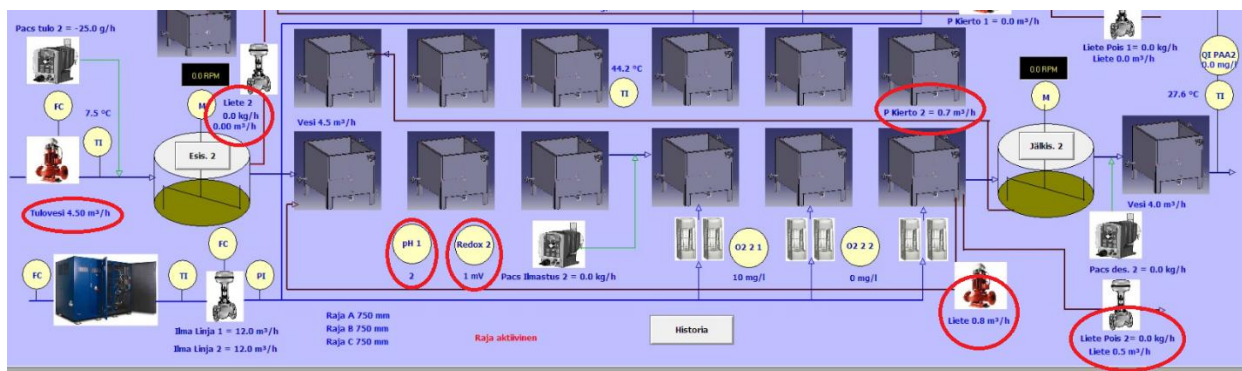 P Kierto 1 = 0.0 m³/h
Pacs tulo 2 = -25.0 g/h
Liete Pois 1= 0.0 kg/h
Liete 0.0 m³/h
QI PAA2
0.0 mg/l
0.0 RPM
44.2 °C
TI
0.0 RPM
27.6 °C
TI
FC
7.5 °C
TI
M
Liete 2
0.0 kg/h
0.00 m³/h
Vesi 4.5 m³/h
P Kierto 2 = 0.7 m³/h
M
Esis. 2
Jälkis. 2
Tulovesi 4.50 m³/h
Vesi 4.0 m³/h
pH 1
2
Redox 2
1 mV
Pacs Ilmastus 2 = 0.0 kg/h
O2 2 1
10 mg/l
O2 2 2
0 mg/l
Pacs des. 2 = 0.0 kg/h
FC
TI
FC
PI
Ilma Linja 1 = 12.0 m³/h
Ilma Linja 2 = 12.0 m³/h
Raja A 750 mm
Raja B 750 mm
Raja C 750 mm
Raja aktiivinen
Historia
Liete 0.8 m³/h
Liete Pois 2= 0.0 kg/h
Liete 0.5 m³/h